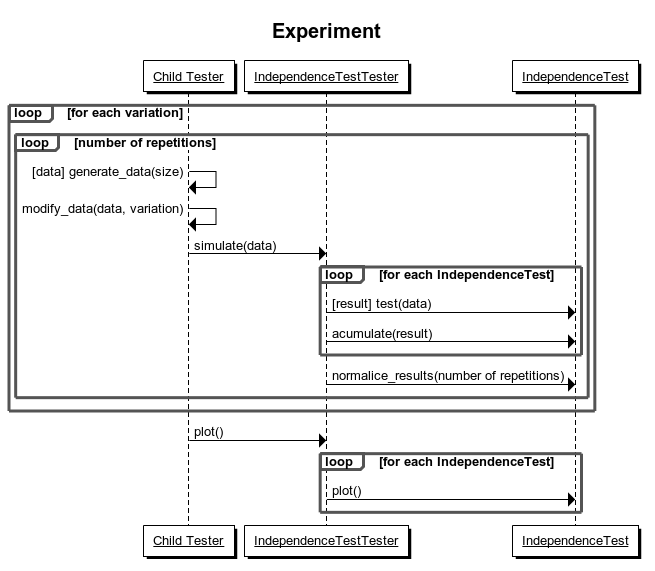 Experiment
Child Tester
IndependenceTestTester
IndependenceTest
loop [for each variation]
loop [number of repetitions]
[data] generate_data(size)
modify_data(data, variation)
simulate(data)
loop [for each IndependenceTest]
[result] test(data)
acumulate(result)
normalice_results(number of repetitions)
plot()
loop [for each IndependenceTest]
plot()
Child Tester
IndependenceTestTester
IndependenceTest